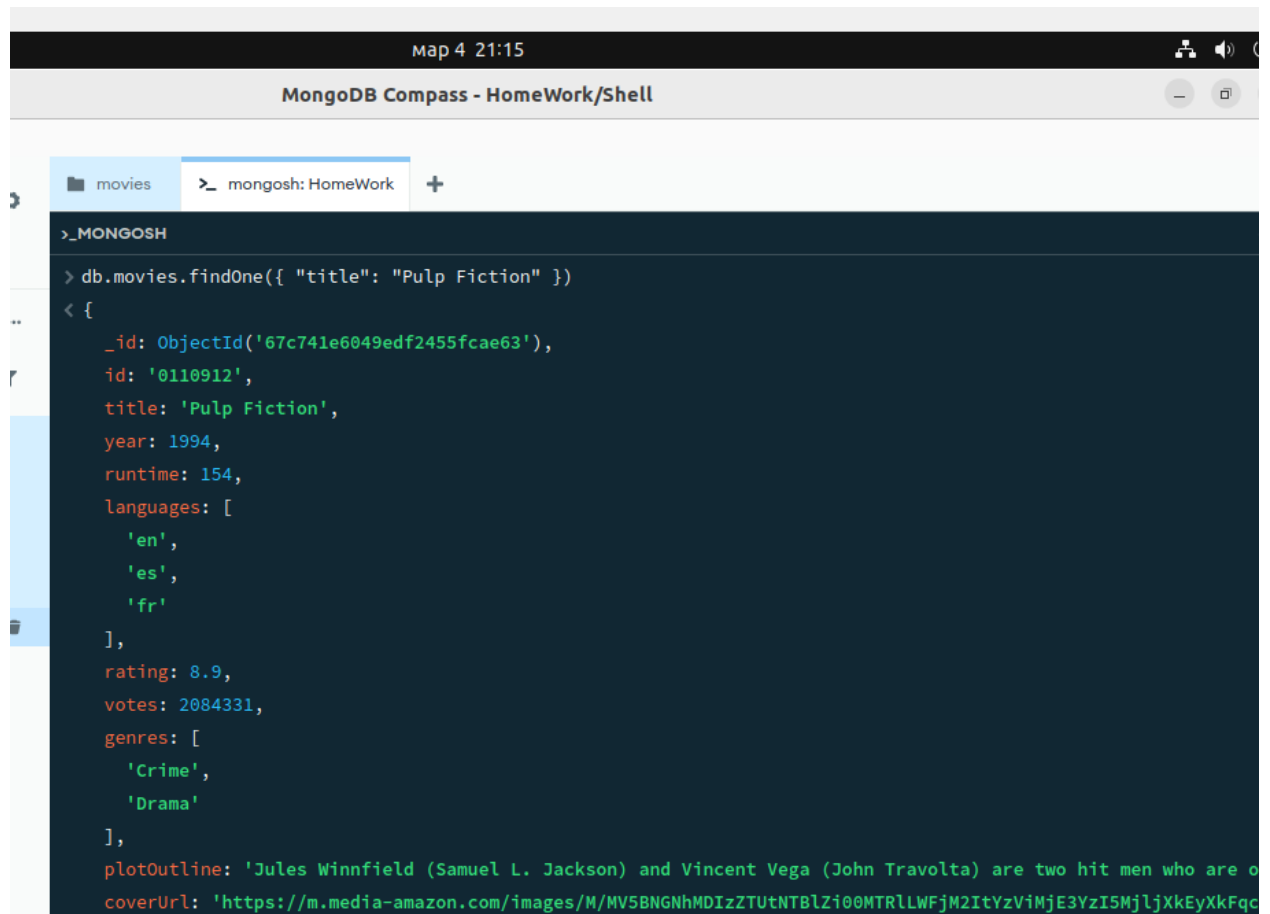 мар 4 21:15
MongoDB Compass - HomeWork/Shell
movies >_ mongosh: HomeWork +
>_MONGOSH
> db.movies.findOne({ "title": "Pulp Fiction" })
< {
_id: ObjectId('67c741e6049edf2455fcae63'),
id: '0110912',
title: 'Pulp Fiction',
year: 1994,
runtime: 154,
languages: [
'en',
'es',
'fr'
],
rating: 8.9,
votes: 2084331,
genres: [
'Crime',
'Drama'
],
plotOutline: 'Jules Winnfield (Samuel L. Jackson) and Vincent Vega (John Travolta) are two hit men who are o
coverUrl: 'https://m.media-amazon.com/images/M/MV5BNGNhMDIzZTUtNTBlZi00MTRlLWFjM2ItYzViMjE3YzI5MjljXkEyXkFqc